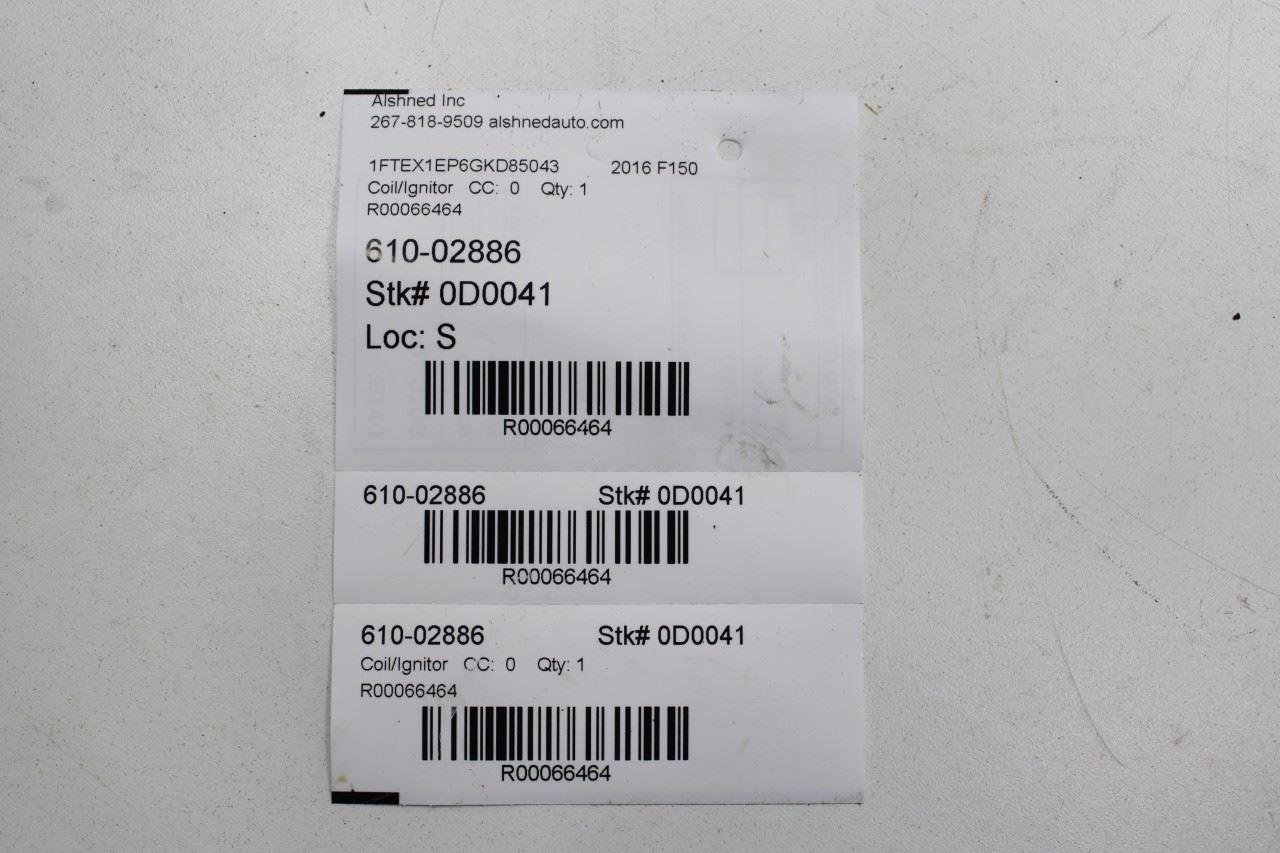 Alshned Inc
267-818-9509 alshnedauto.com
1FTEX1EP6GKD85043 2016 F150
Coil/Ignitor CC: 0 Qty: 1
R00066464
610-02886
Stk# 0D0041
Loc: S
R00066464
610-02886 Stk# 0D0041
R00066464
610-02886 Stk# 0D0041
Coil/Ignitor CC: 0 Qty: 1
R00066464
R00066464